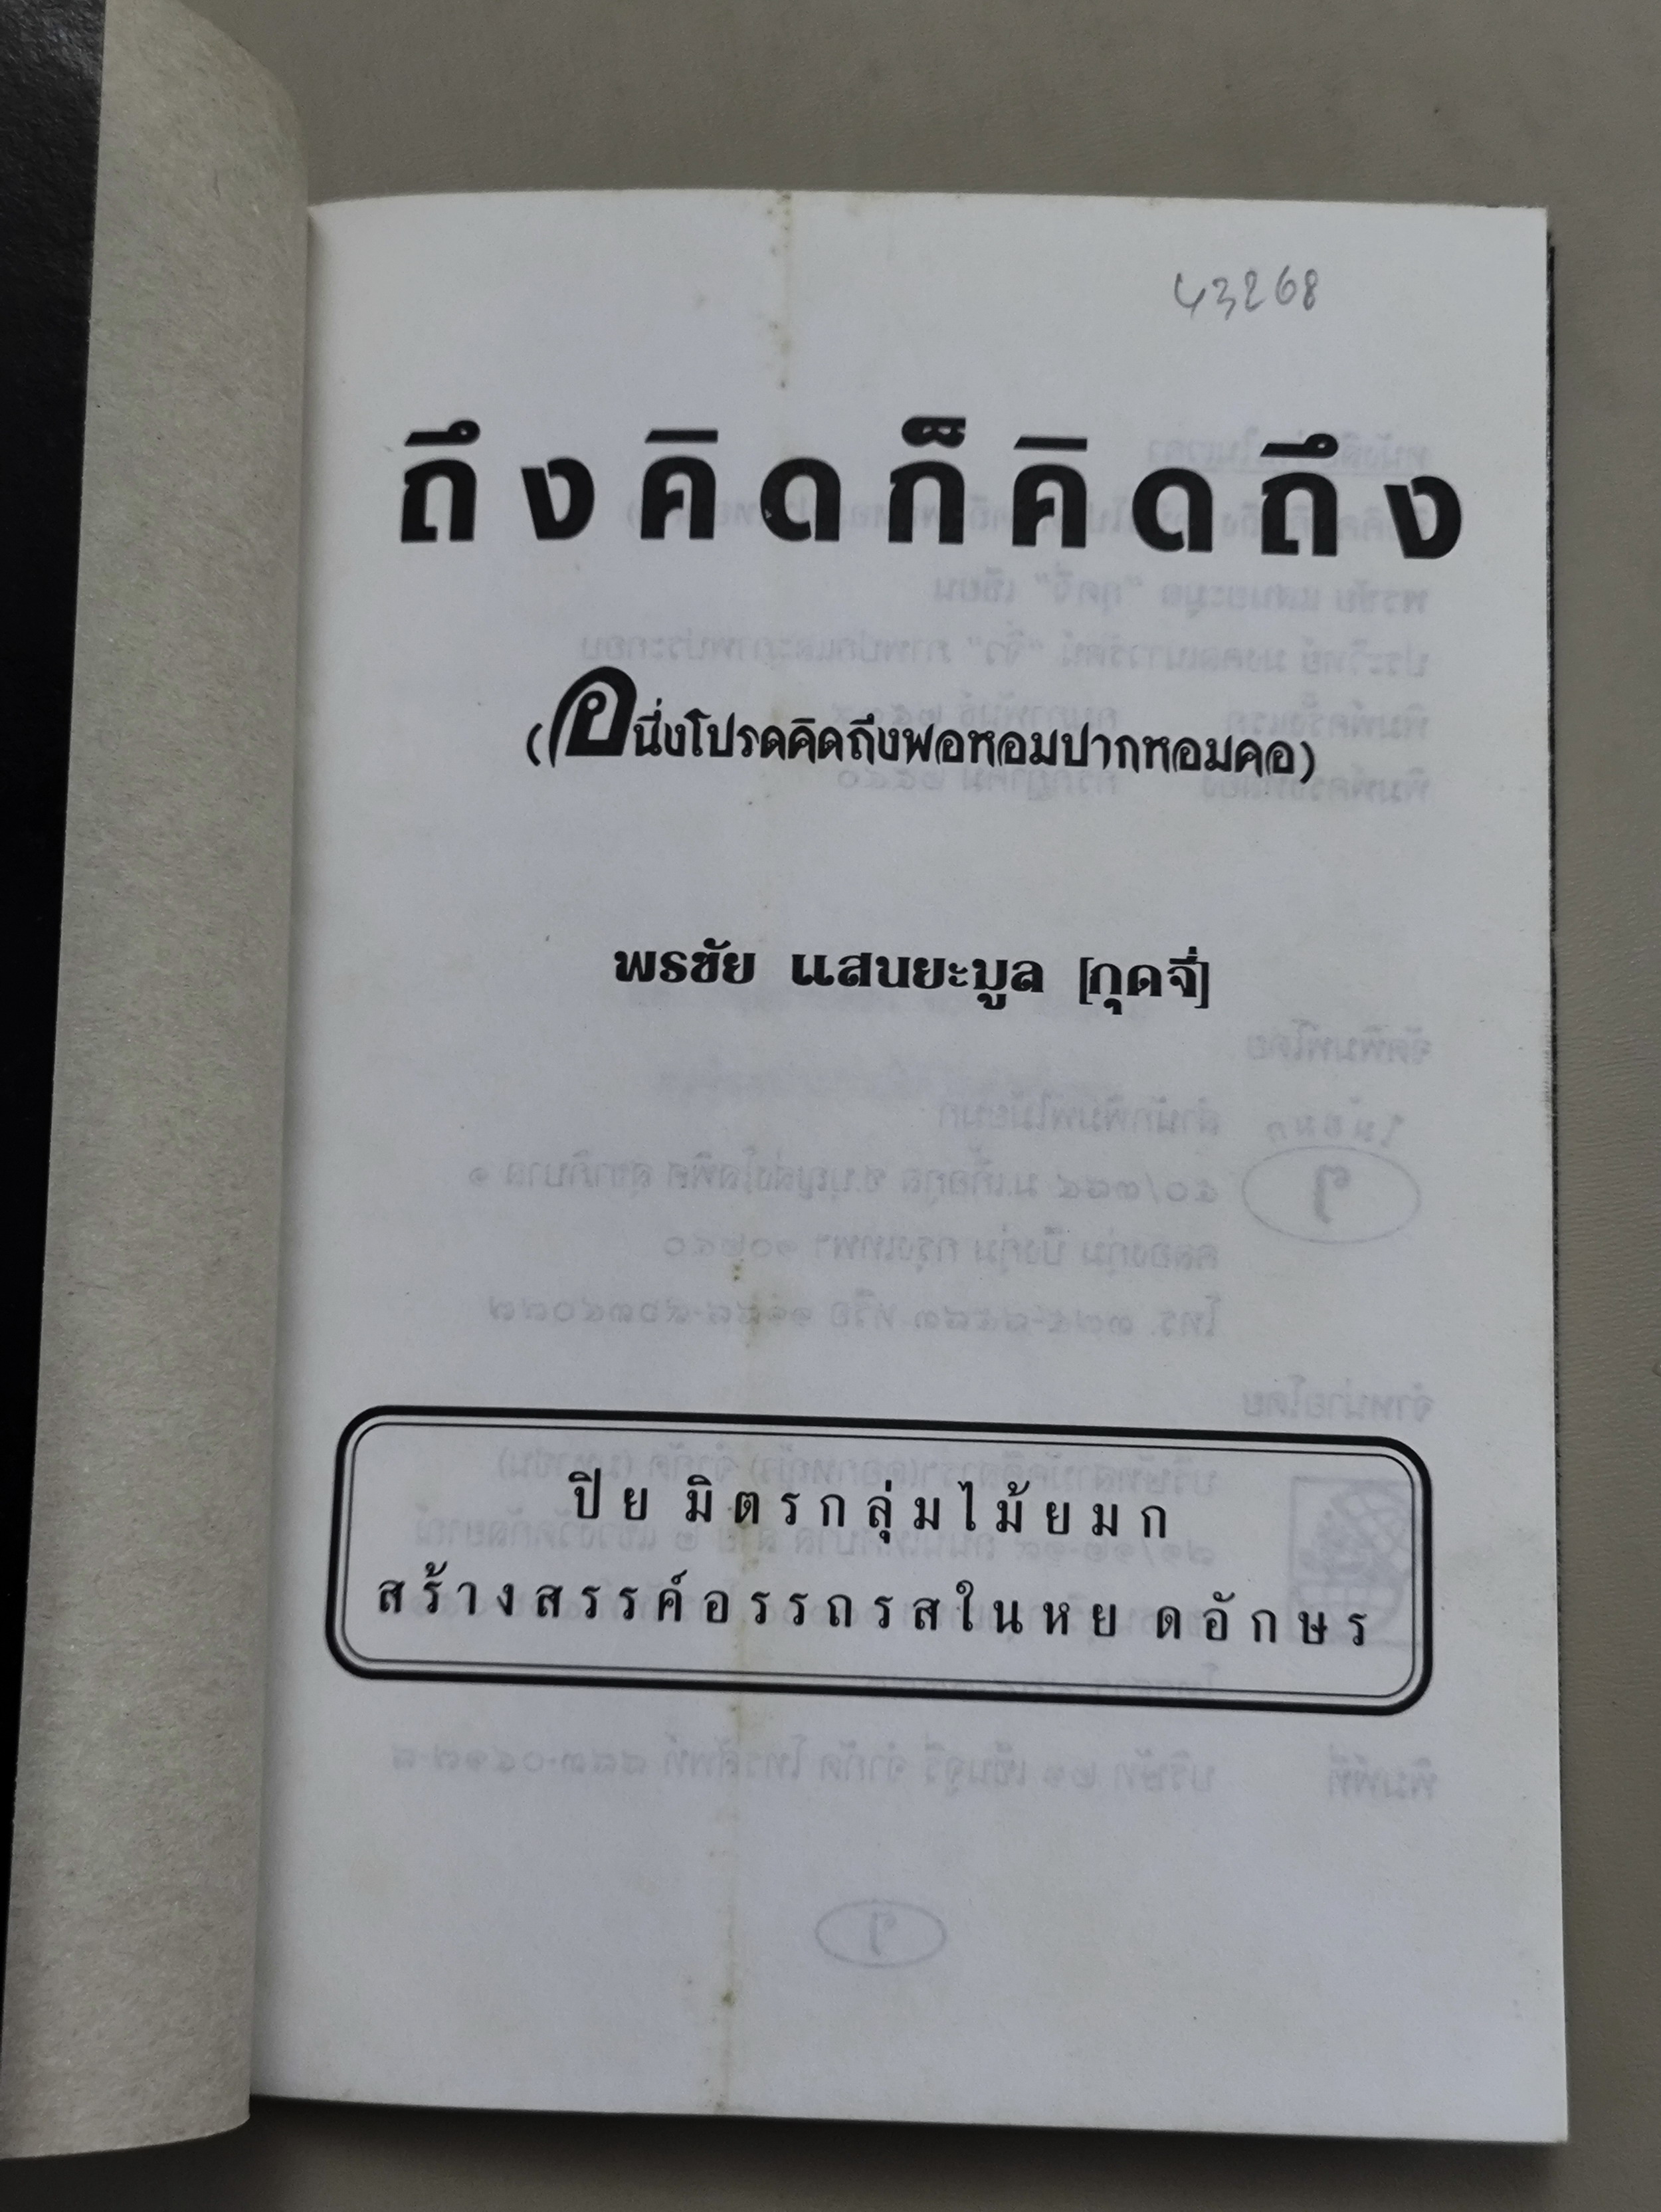 43268
ถึงคิดก็คิดถึง
(อนึ่งโปรดคิดถึงพอหอมปากหอมคอ)
พรชัย แสนยะมูล [กุดจี่]
ปิยมิตรกลุ่มไม้ยมก
สร้างสรรค์อรรถรสในหยดอักษร